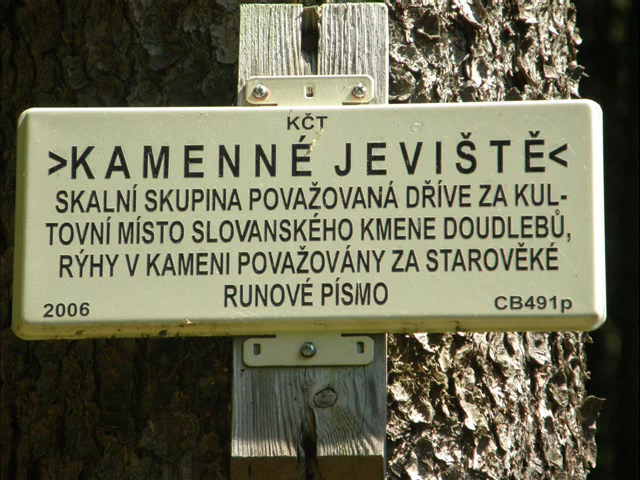 KČT
>KAMENNÉ JEVIŠTĚ<
SKALNÍ SKUPINA POVAŽOVANÁ DŘÍVE ZA KUL-
TOVNÍ MÍSTO SLOVANSKÉHO KMENE DOUDLEBŮ,
RÝHY V KAMENI POVAŽOVÁNY ZA STAROVĚKÉ
RUNOVÉ PÍSMO
2006 CB491p